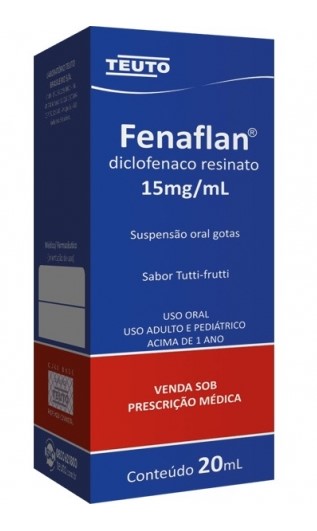 TEUTO
Fenaflan®
diclofenaco resinato
15mg/mL
Suspensão oral gotas
Sabor Tutti-frutti
USO ORAL
USO ADULTO E PEDIÁTRICO
ACIMA DE 1 ANO
VENDA SOB
PRESCRIÇÃO MÉDICA
Conteúdo 20mL
TEUTO